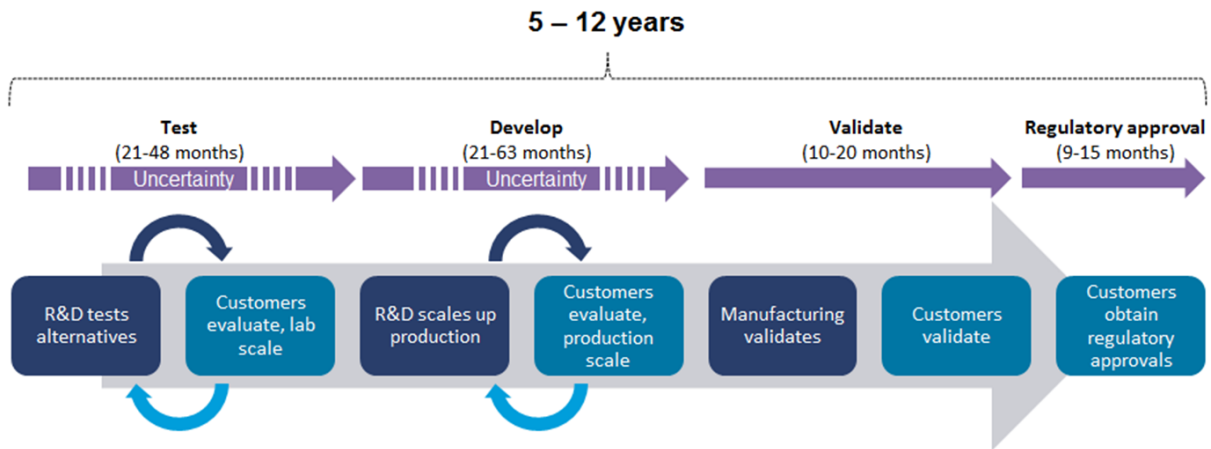 5 – 12 years
Test
(21-48 months)
Uncertainty
Develop
(21-63 months)
Uncertainty
Validate
(10-20 months)
Regulatory approval
(9-15 months)
R&D tests
alternatives
Customers
evaluate, lab
scale
R&D scales up
production
Customers
evaluate,
production
scale
Manufacturing
validates
Customers
validate
Customers
obtain
regulatory
approvals